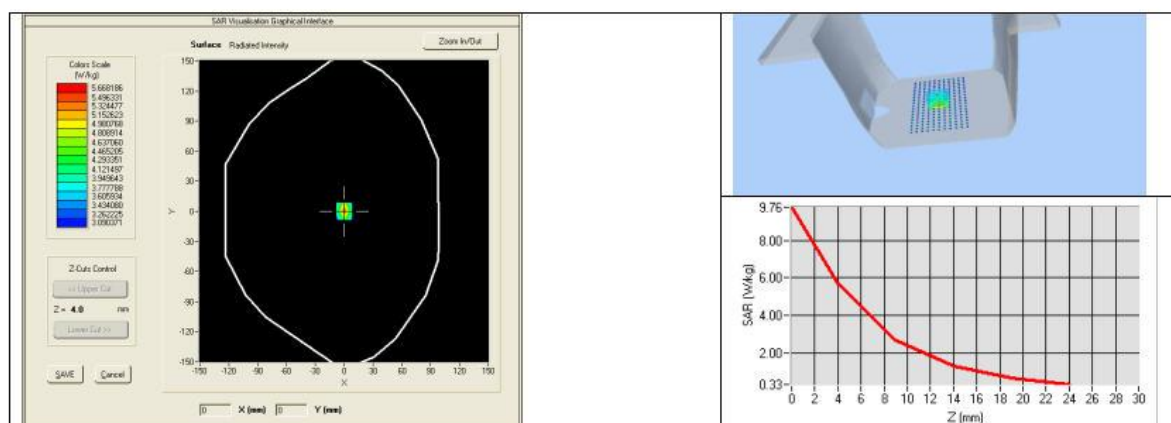 SAR Visualisation Graphical Interface
Surface Radiated Intensity
Zoom In/Out
Colors Scale
(W/kg)
5.668186
5.496331
5.324477
5.152623
4.980768
4.808914
4.637060
4.465205
4.293351
4.121497
3.949643
3.777788
3.605934
3.434080
3.262225
3.090371
150
120
90
60
30
0
-30
-60
-90
-120
-150
Y
-150 -120 -90 -60 -30 0 30 60 90 120 150
X
Z-Cuts Control
<< Upper Cut
Z = 4.0 mm
Lower Cut >>
SAVE Cancel
0 X (mm) 0 Y (mm)
9.76
8.00
6.00
4.00
2.00
0.33
SAR (W/kg)
0 2 4 6 8 10 12 14 16 18 20 22 24 26 28 30
Z (mm)